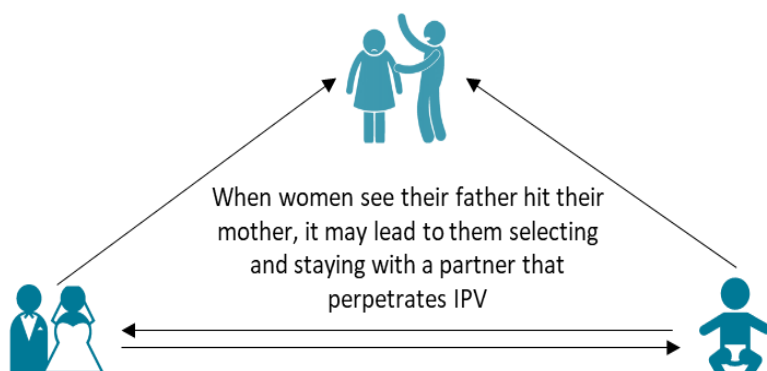 When women see their father hit their
mother, it may lead to them selecting
and staying with a partner that
perpetrates IPV